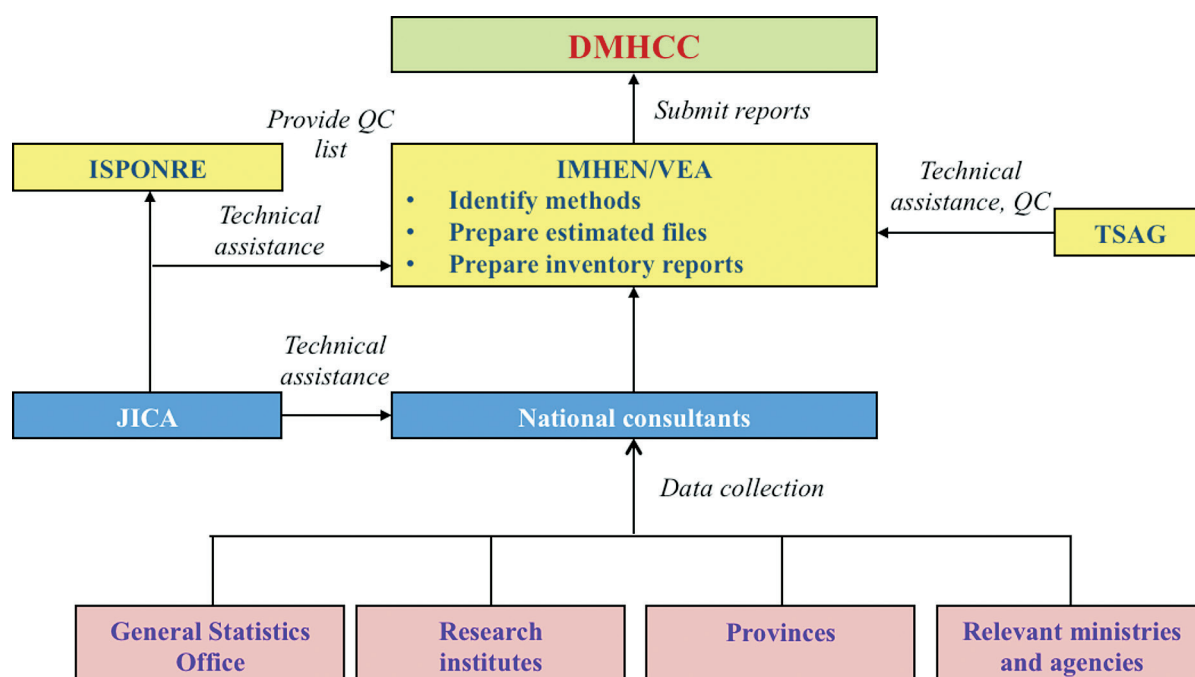 DMHCC
Submit reports
Provide QC
list
ISPONRE
IMHEN/VEA
• Identify methods
• Prepare estimated files
• Prepare inventory reports
Technical
assistance, QC
TSAG
Technical
assistance
Technical
assistance
JICA
National consultants
Data collection
General Statistics
Office
Research
institutes
Provinces
Relevant ministries
and agencies